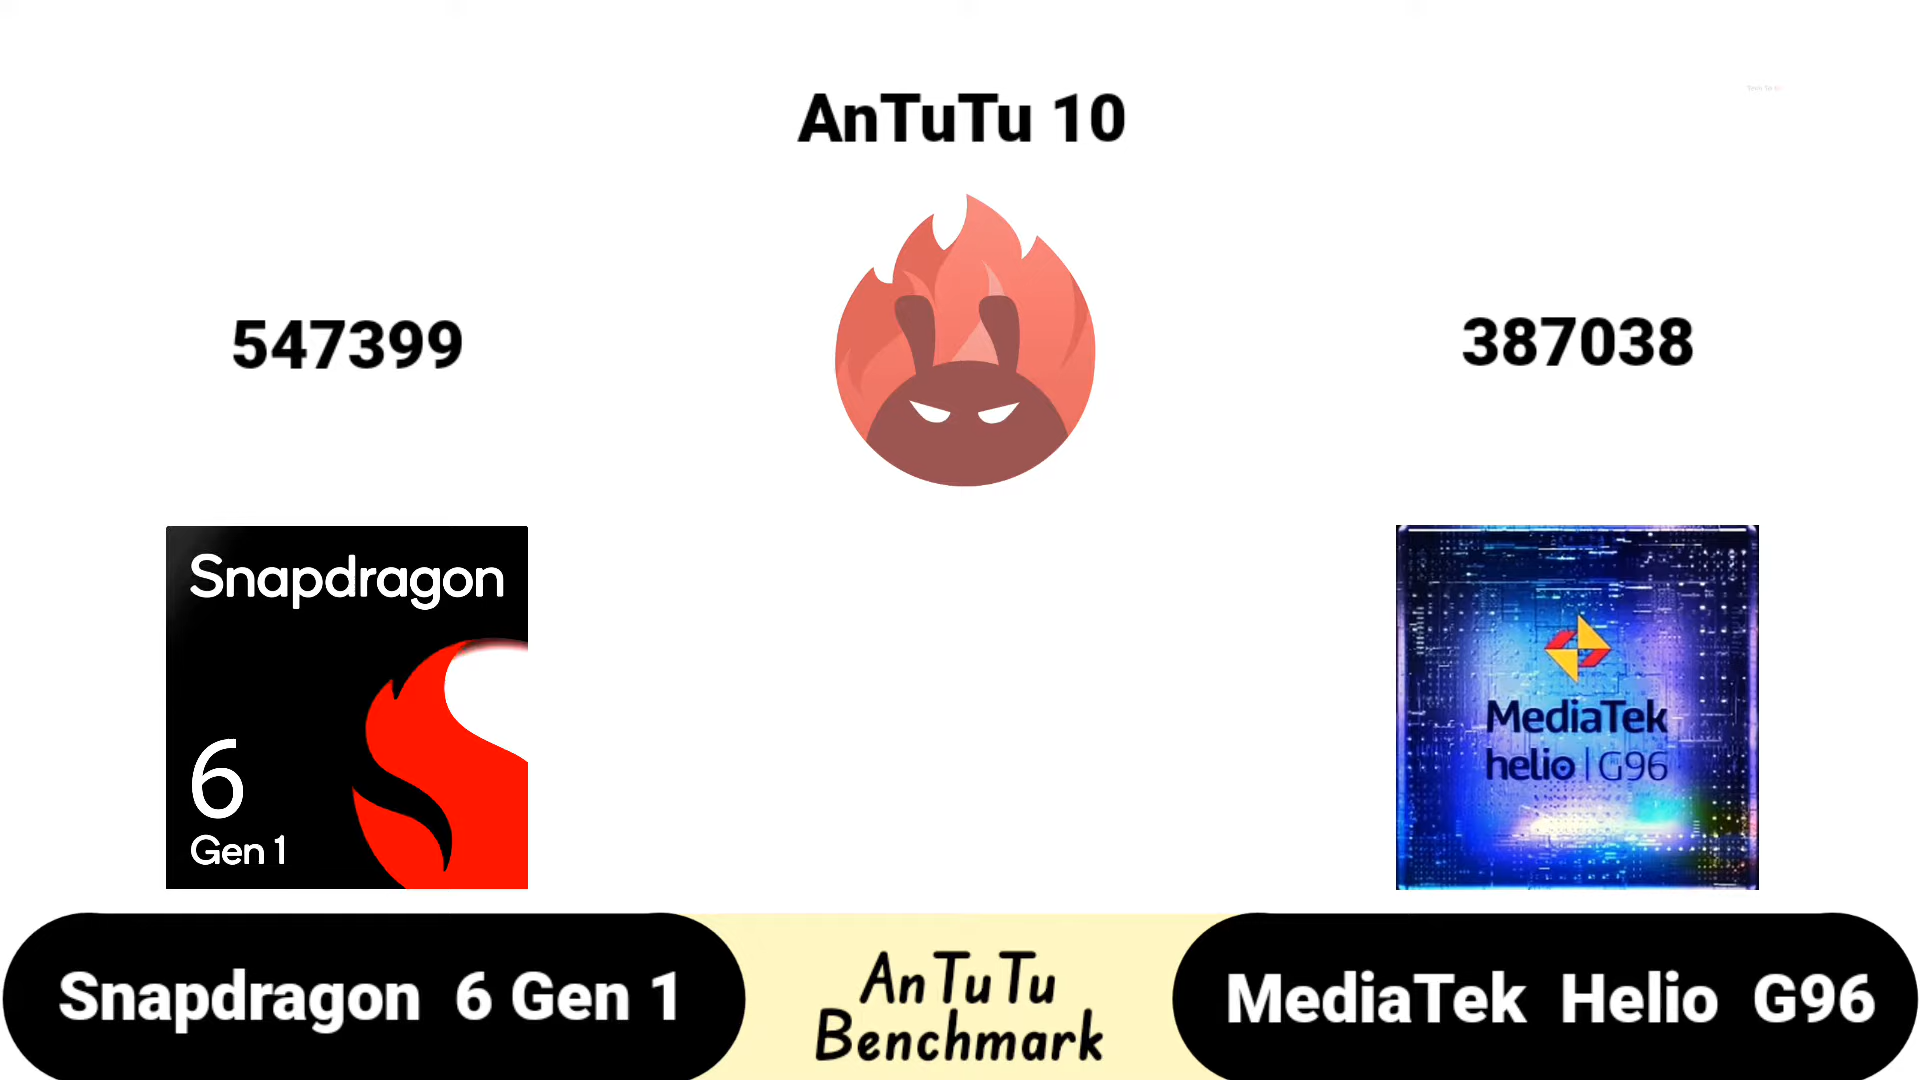 AnTuTu 10
547399
387038
Snapdragon
6
Gen 1
MediaTek
helio | G96
Snapdragon 6 Gen 1
AnTuTu
Benchmark
MediaTek Helio G96